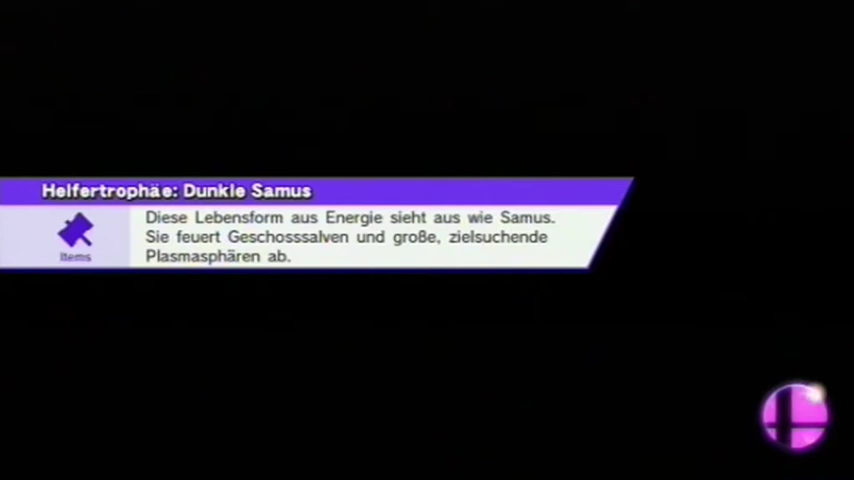 Helfertrophäe: Dunkle Samus
Items
Diese Lebensform aus Energie sieht aus wie Samus.
Sie feuert Geschosssalven und große, zielsuchende
Plasmasphären ab.